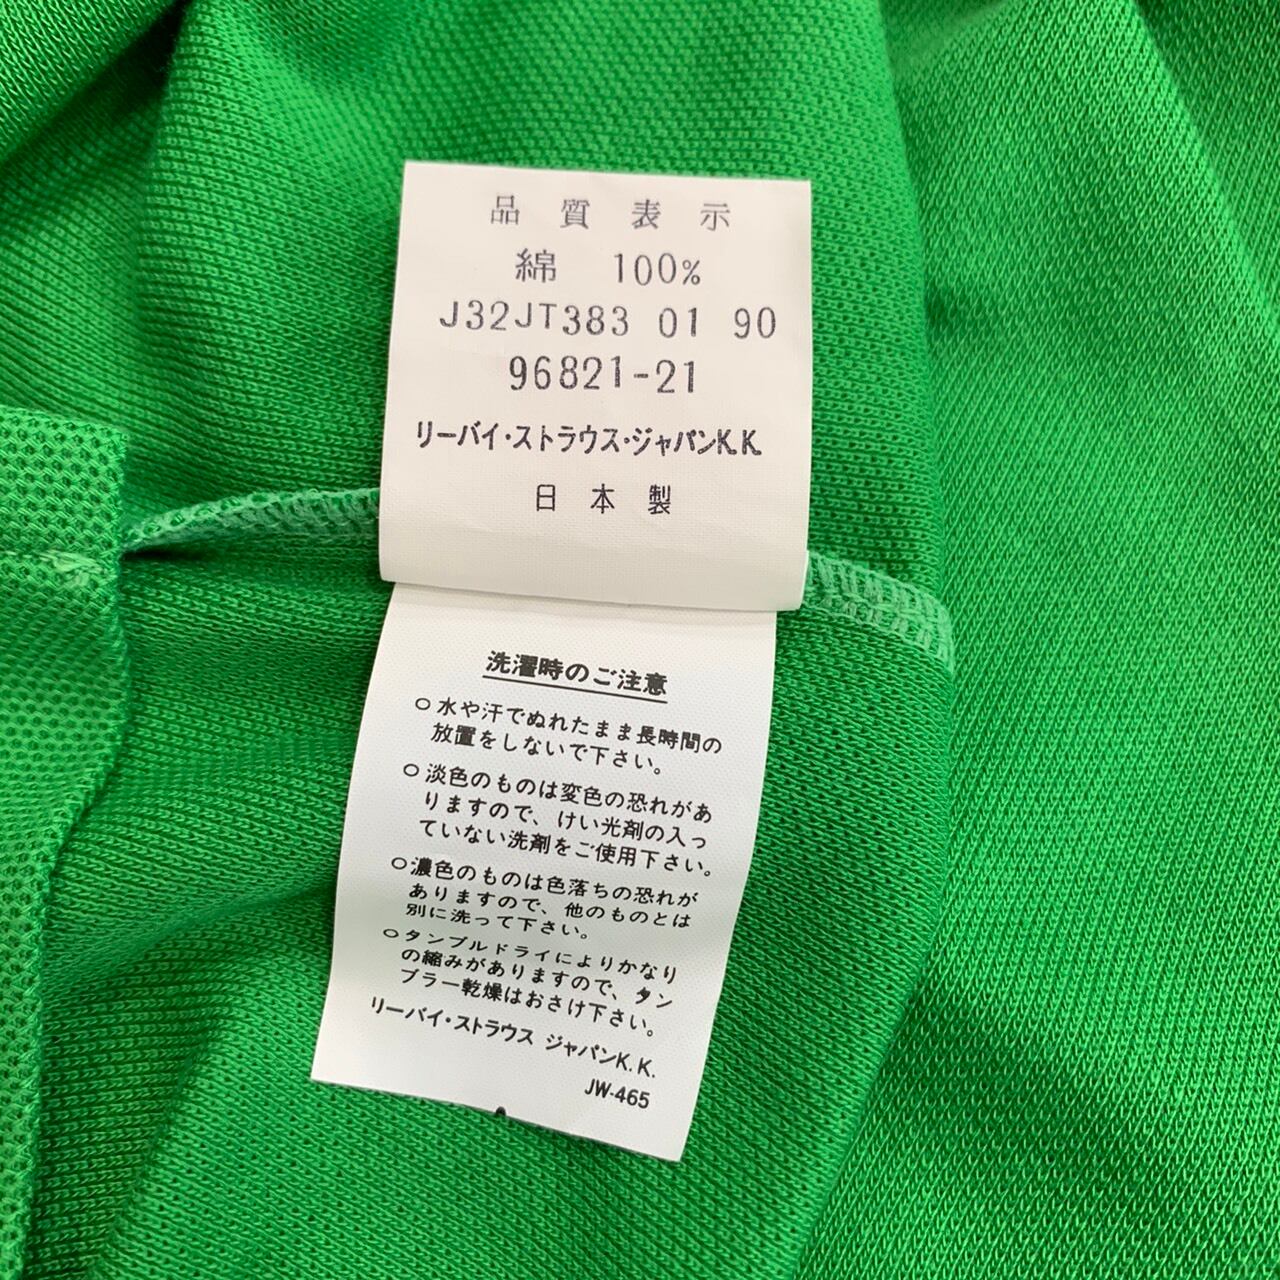 品質表示
綿 100%
J32JT383 01 90
96821-21
リーバイ・ストラウス・ジャパンK.K.
日本製
洗濯時のご注意
○水や汗でぬれたまま長時間の
放置をしないで下さい。
○淡色のものは変色の恐れがあ
りますので、けい光剤の入っ
ていない洗剤をご使用下さい。
○濃色のものは色落ちの恐れが
ありますので、他のものとは
別に洗って下さい。
○タンブルドライによりかなり
の縮みがありますので、タン
ブラー乾燥はおさけ下さい。
リーバイ・ストラウス ジャパンK.K.
JW-465